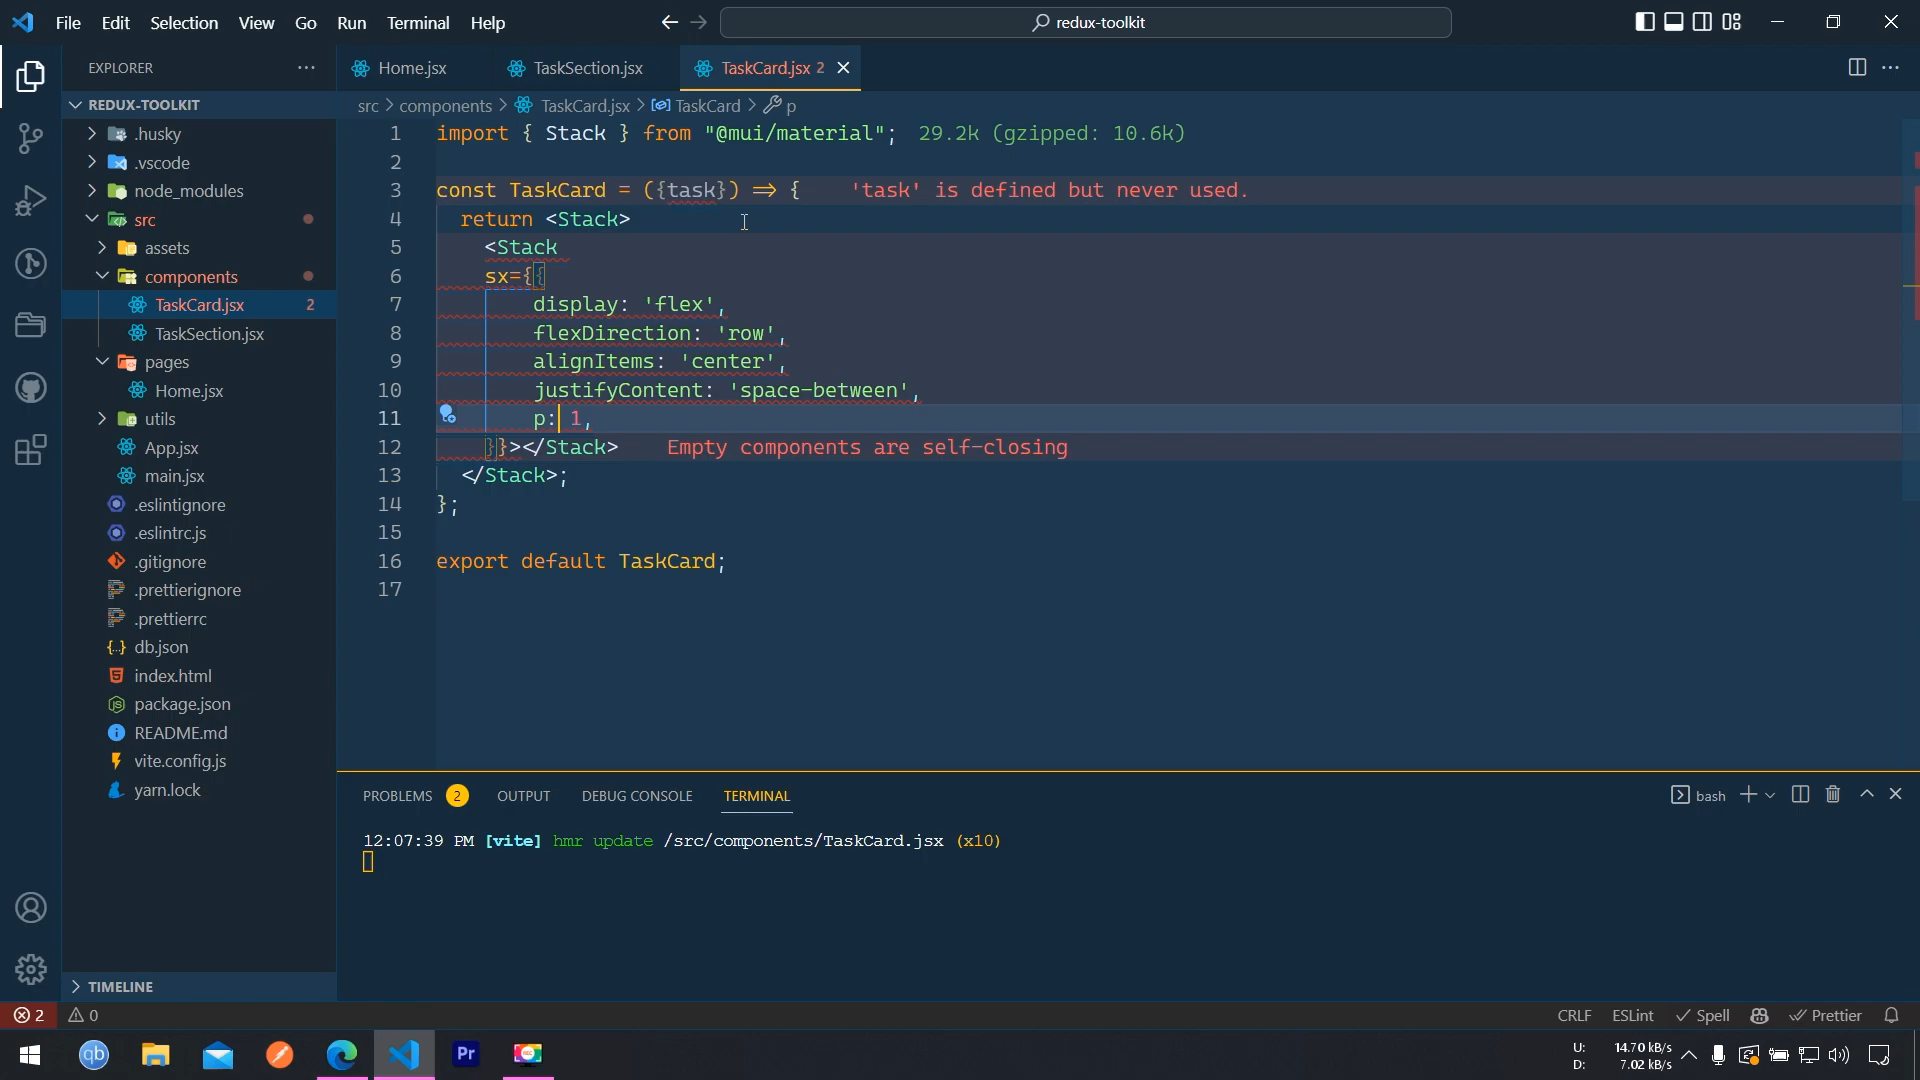 File Edit Selection View Go Run Terminal Help
redux-toolkit
EXPLORER
Home.jsx
TaskSection.jsx
TaskCard.jsx 2
REDUX-TOOLKIT
.husky
.vscode
node_modules
src
assets
components
TaskCard.jsx 2
TaskSection.jsx
pages
Home.jsx
utils
App.jsx
main.jsx
.eslintignore
.eslintrc.js
.gitignore
.prettierignore
.prettierrc
db.json
index.html
package.json
README.md
vite.config.js
yarn.lock
TIMELINE
src > components > TaskCard.jsx > TaskCard > p
1 import { Stack } from "@mui/material"; 29.2k (gzipped: 10.6k)
2
3 const TaskCard = ({task}) => { 'task' is defined but never used.
4 return <Stack>
5 <Stack
6 sx={{
7 display: 'flex',
8 flexDirection: 'row',
9 alignItems: 'center',
10 justifyContent: 'space-between',
11 p: 1,
12 }}></Stack> Empty components are self-closing
13 </Stack>;
14 };
15
16 export default TaskCard;
17
PROBLEMS 2 OUTPUT DEBUG CONSOLE TERMINAL
bash
12:07:39 PM [vite] hmr update /src/components/TaskCard.jsx (x10)
2 0
CRLF ESLint Spell Prettier
qb
Pr
U: 14.70 kB/s
D: 7.02 kB/s